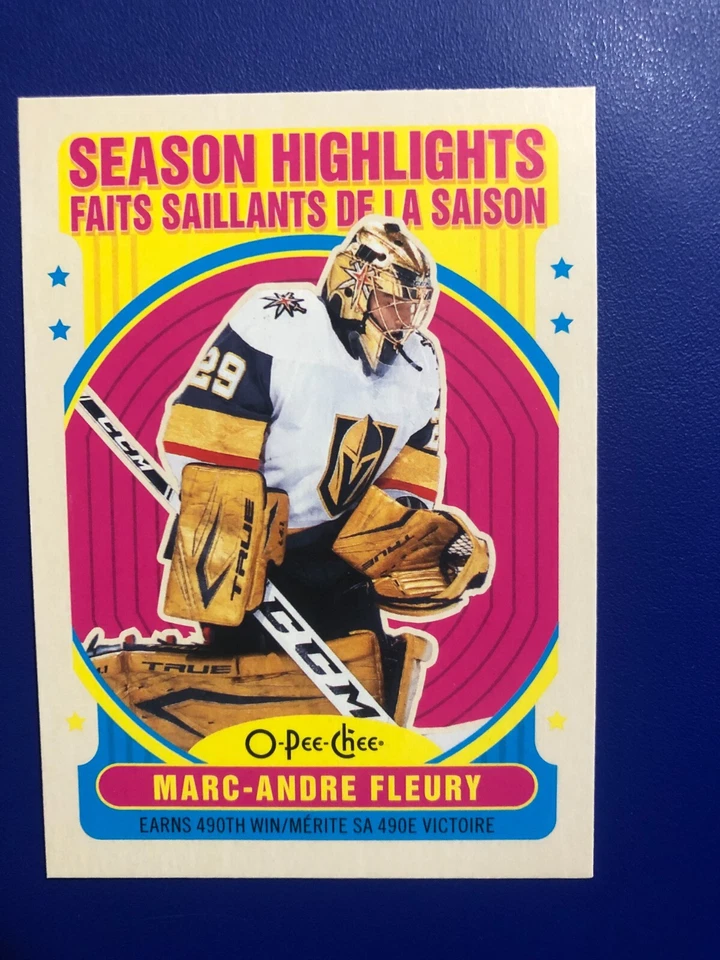 SEASON HIGHLIGHTS
FAITS SAILLANTS DE LA SAISON
29
CCM
TRUE
TRUE
CCM
TRUE
O-Pee-Chee
MARC-ANDRE FLEURY
EARNS 490TH WIN/MÉRITE SA 490E VICTOIRE